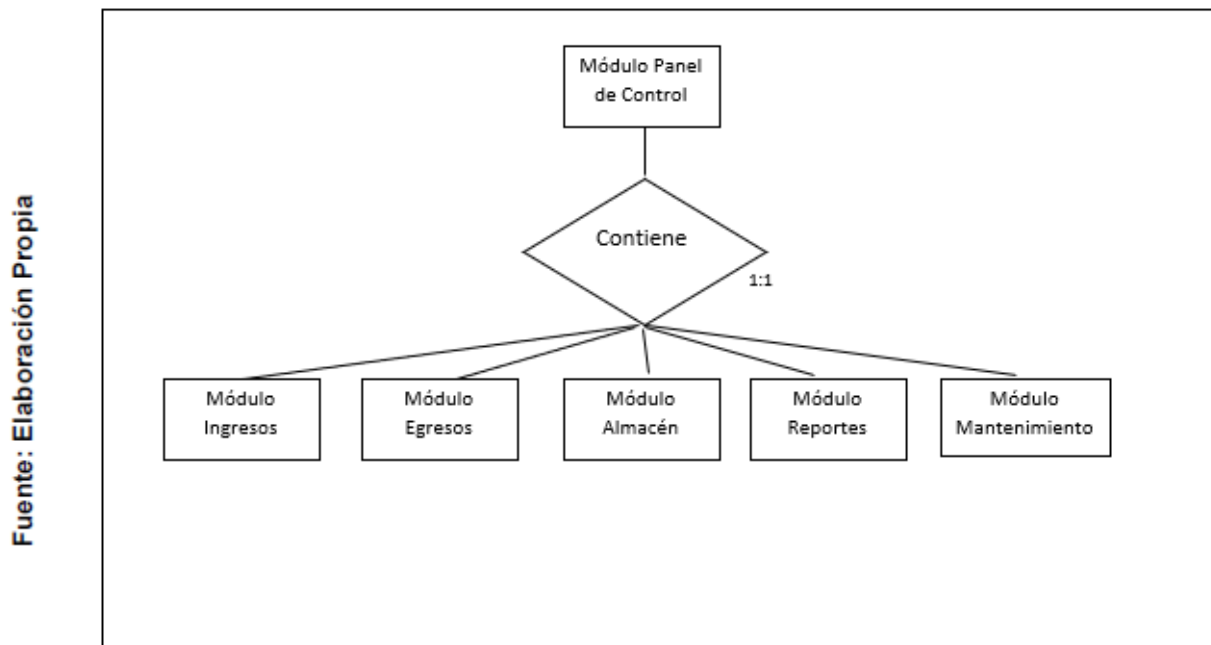 Fuente: Elaboración Propia
Módulo Panel
de Control
Contiene
1:1
Módulo
Ingresos
Módulo
Egresos
Módulo
Almacén
Módulo
Reportes
Módulo
Mantenimiento